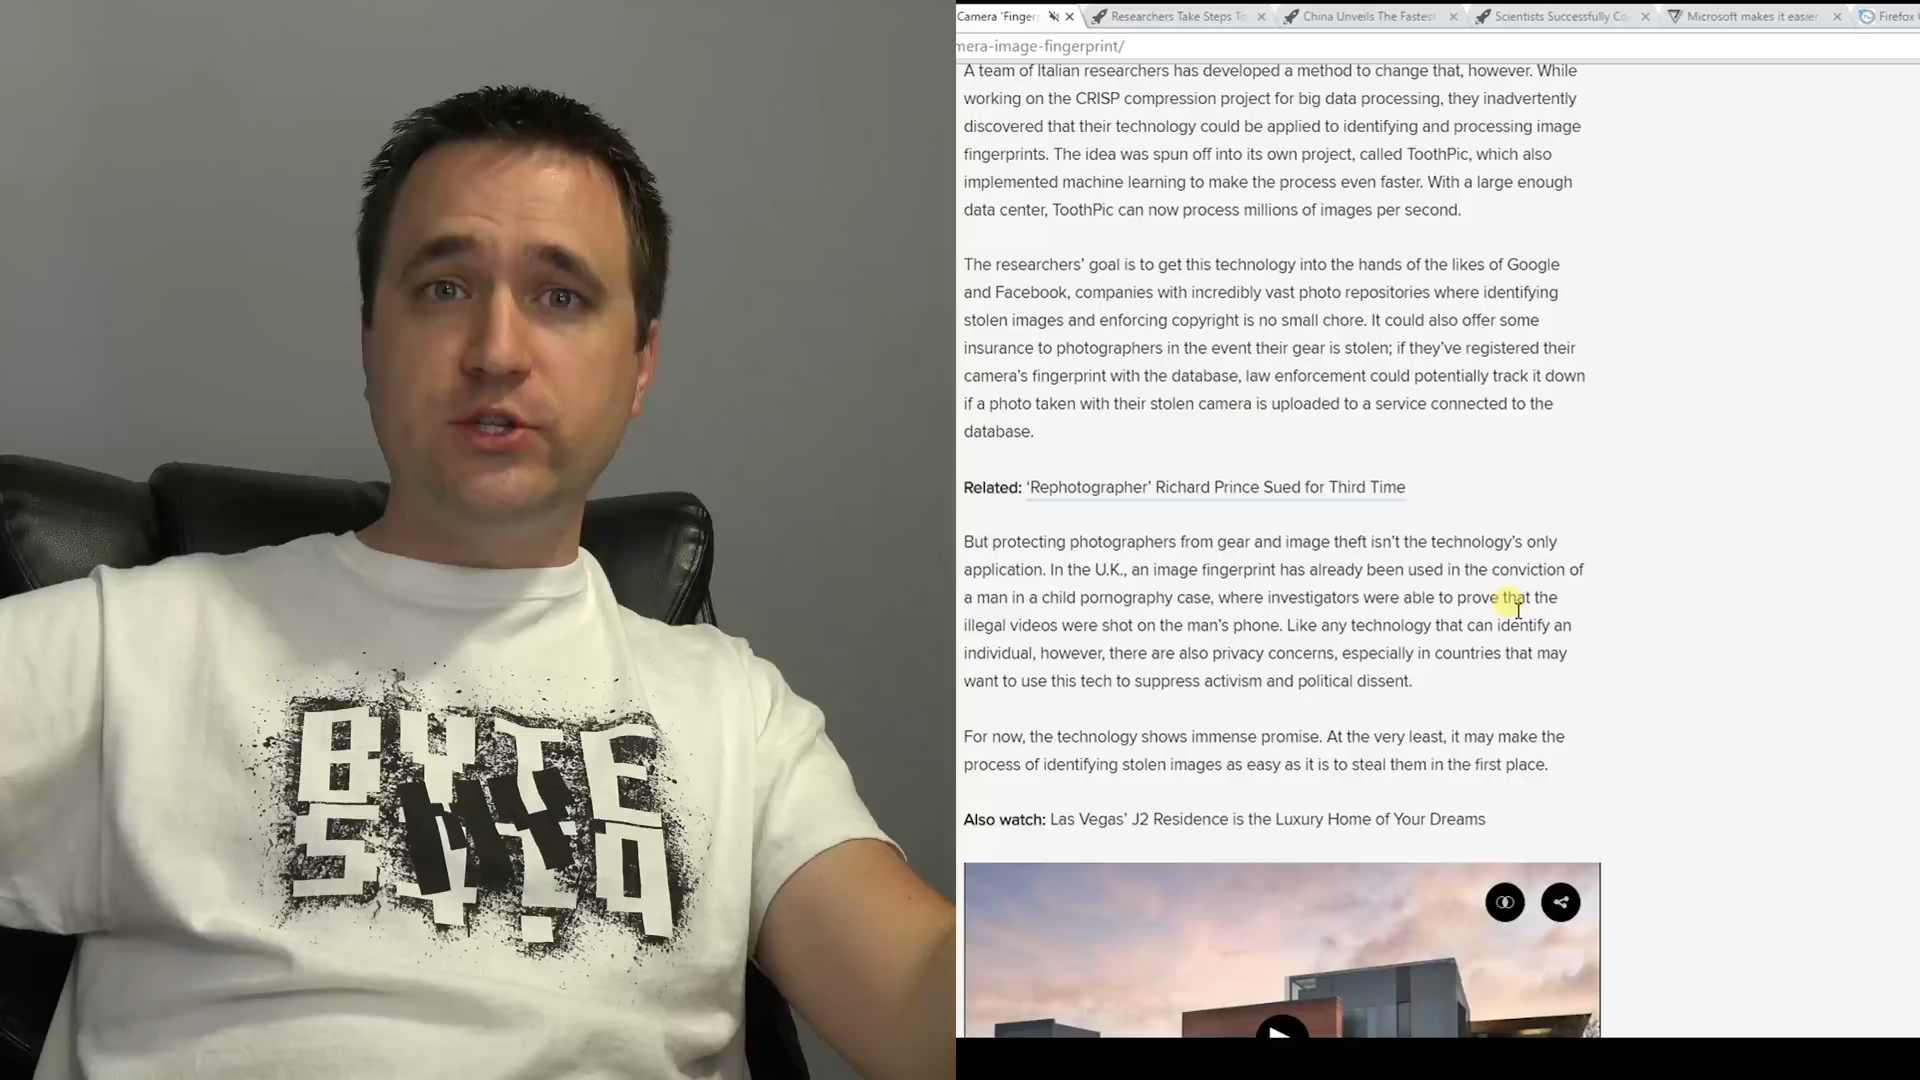 Camera 'Finger
Researchers Take Steps To
China Unveils The Fastest
Scientists Successfully Co
Microsoft makes it easier
Firefox
mera-image-fingerprint/
A team of Italian researchers has developed a method to change that, however. While
working on the CRISP compression project for big data processing, they inadvertently
discovered that their technology could be applied to identifying and processing image
fingerprints. The idea was spun off into its own project, called ToothPic, which also
implemented machine learning to make the process even faster. With a large enough
data center, ToothPic can now process millions of images per second.
The researchers’ goal is to get this technology into the hands of the likes of Google
and Facebook, companies with incredibly vast photo repositories where identifying
stolen images and enforcing copyright is no small chore. It could also offer some
insurance to photographers in the event their gear is stolen; if they’ve registered their
camera’s fingerprint with the database, law enforcement could potentially track it down
if a photo taken with their stolen camera is uploaded to a service connected to the
database.
Related: ‘Rephotographer’ Richard Prince Sued for Third Time
But protecting photographers from gear and image theft isn’t the technology’s only
application. In the U.K., an image fingerprint has already been used in the conviction of
a man in a child pornography case, where investigators were able to prove that the
illegal videos were shot on the man’s phone. Like any technology that can identify an
individual, however, there are also privacy concerns, especially in countries that may
want to use this tech to suppress activism and political dissent.
For now, the technology shows immense promise. At the very least, it may make the
process of identifying stolen images as easy as it is to steal them in the first place.
Also watch: Las Vegas’ J2 Residence is the Luxury Home of Your Dreams
BYTE